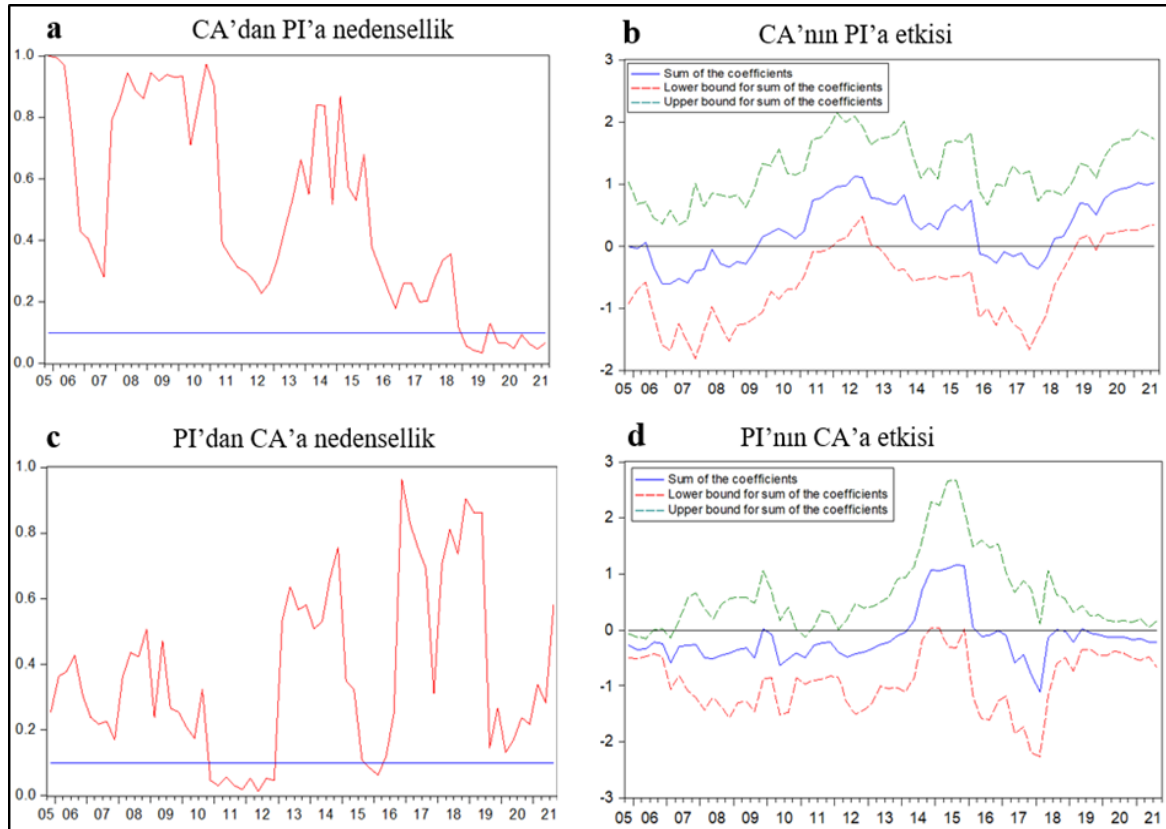 a
CA’dan PI’a nedensellik
1.0
0.8
0.6
0.4
0.2
0.0
05 06 07 08 09 10 11 12 13 14 15 16 17 18 19 20 21
b
CA’nın PI’a etkisi
3
Sum of the coefficients
Lower bound for sum of the coefficients
Upper bound for sum of the coefficients
2
1
0
-1
-2
05 06 07 08 09 10 11 12 13 14 15 16 17 18 19 20 21
c
PI’dan CA’a nedensellik
1.0
0.8
0.6
0.4
0.2
0.0
05 06 07 08 09 10 11 12 13 14 15 16 17 18 19 20 21
d
PI’nın CA’a etkisi
3
Sum of the coefficients
Lower bound for sum of the coefficients
Upper bound for sum of the coefficients
2
1
0
-1
-2
-3
05 06 07 08 09 10 11 12 13 14 15 16 17 18 19 20 21